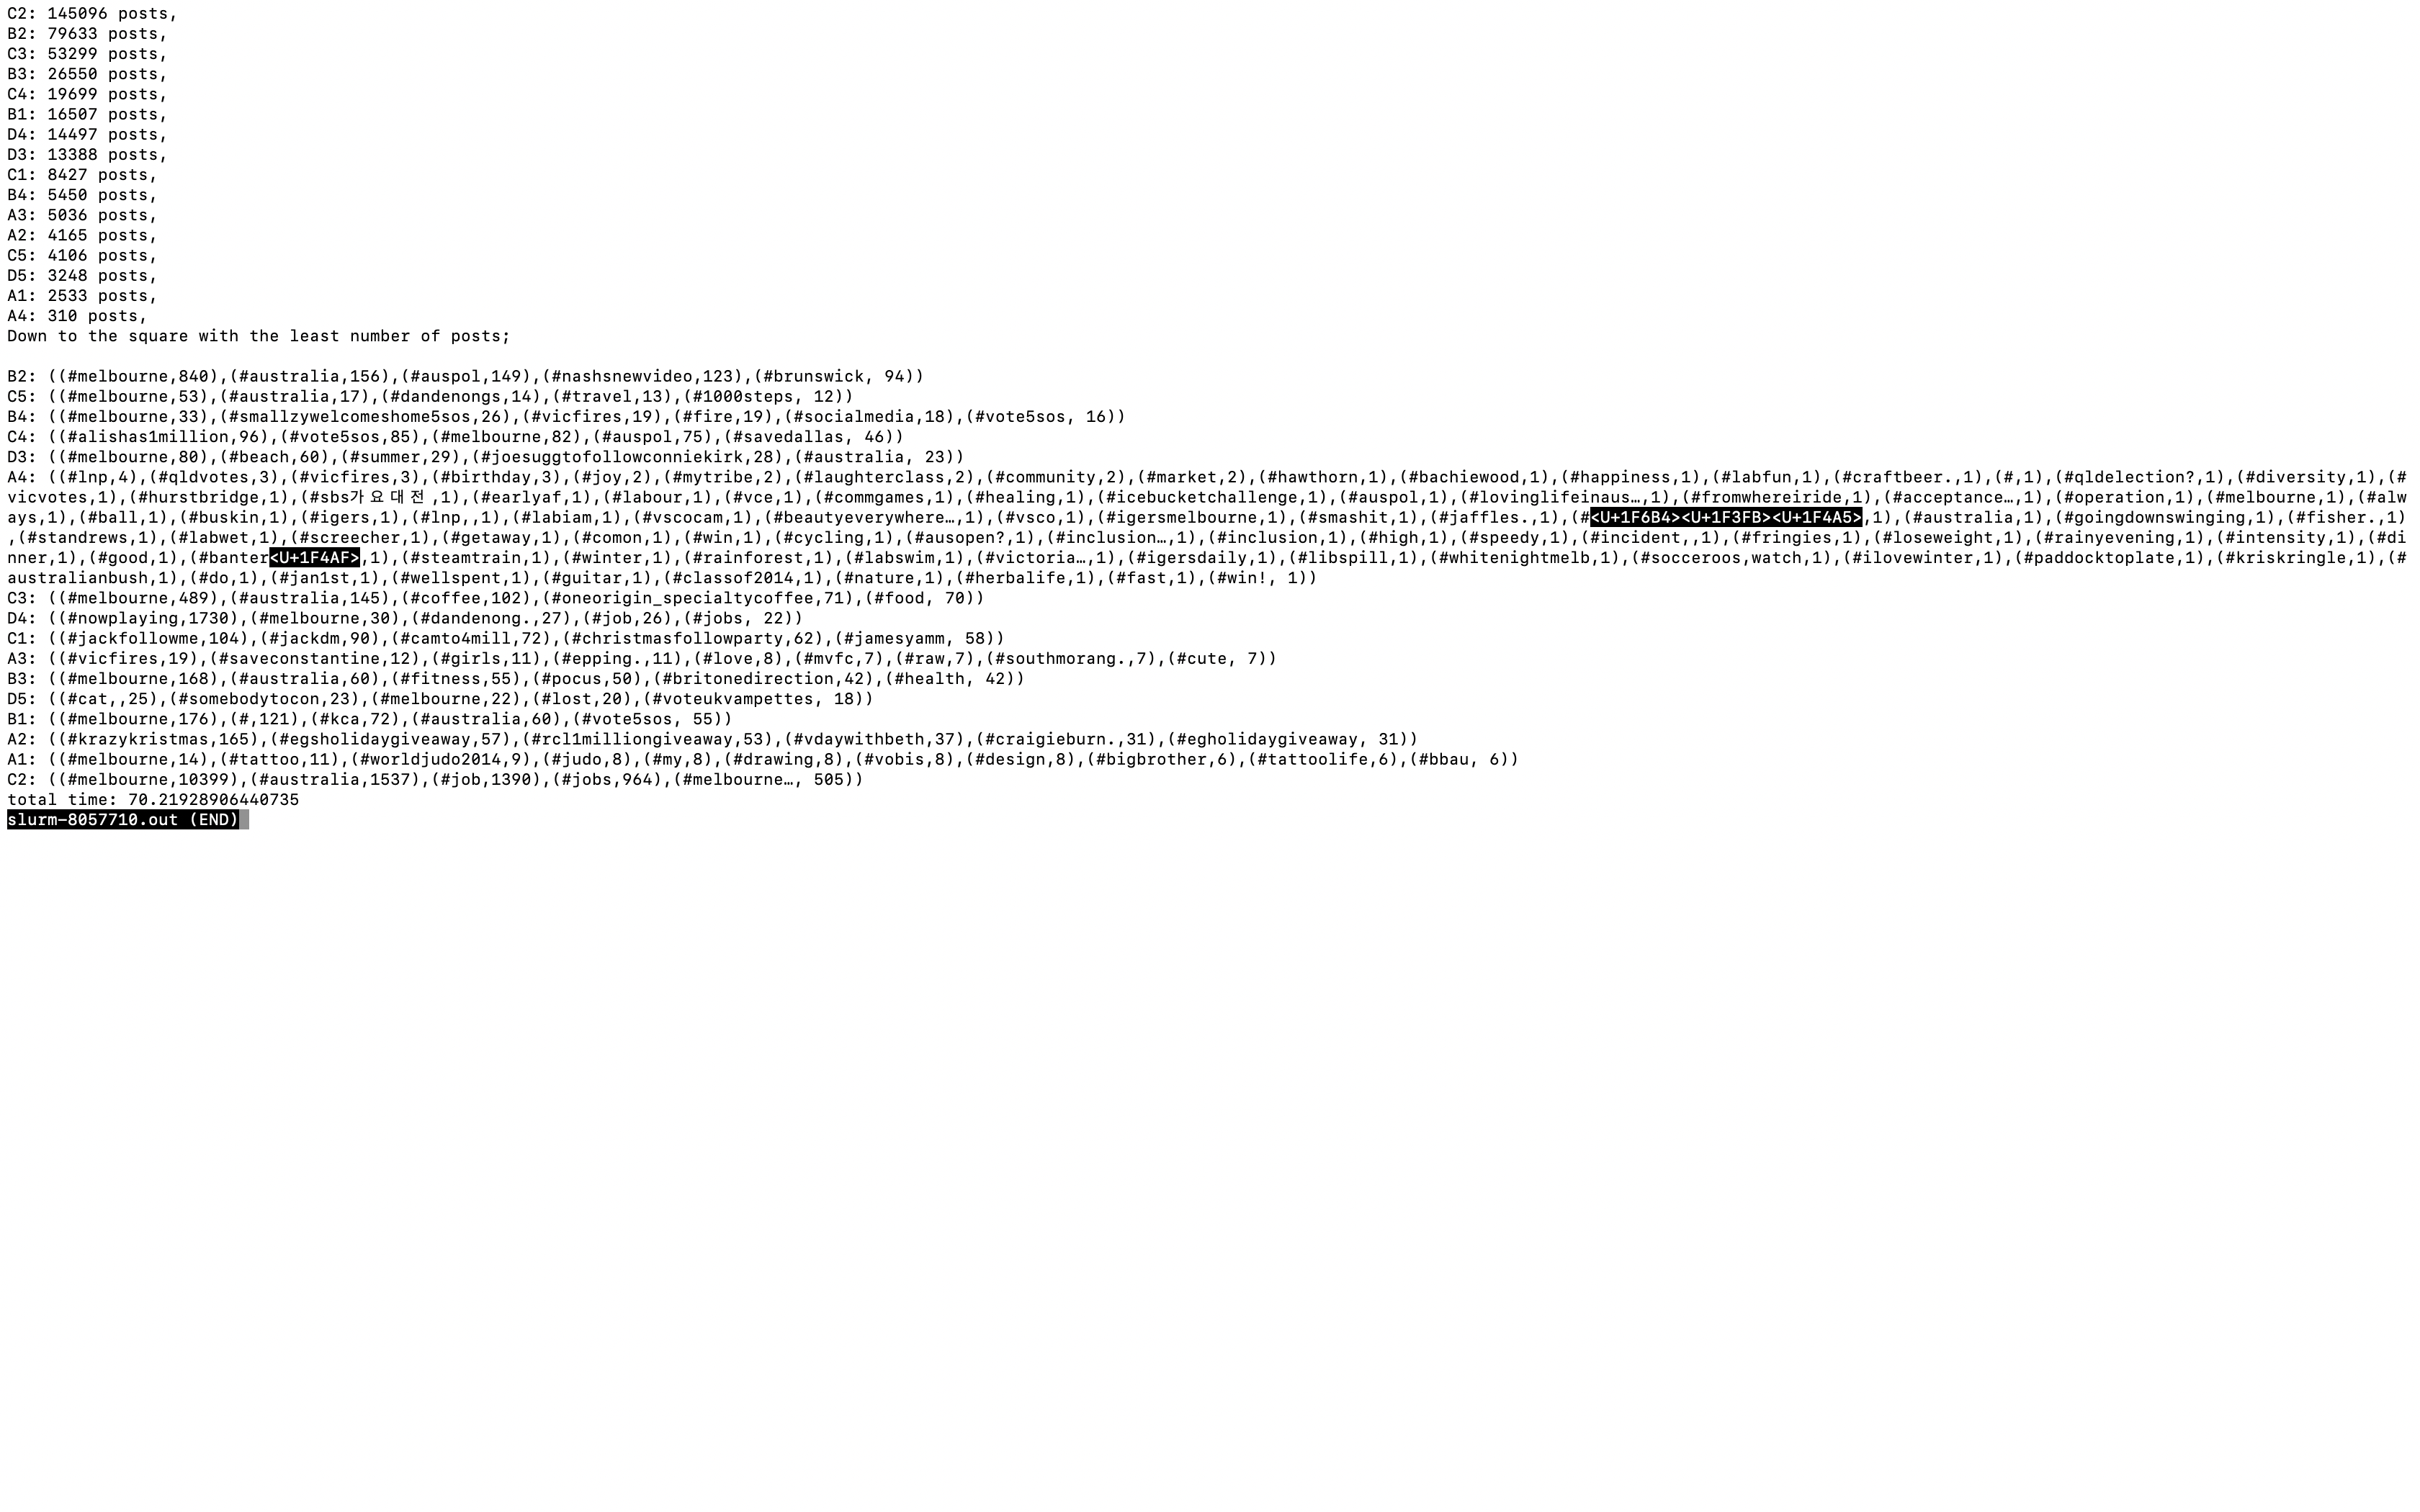 C2: 145096 posts,
B2: 79633 posts,
C3: 53299 posts,
B3: 26550 posts,
C4: 19699 posts,
B1: 16507 posts,
D4: 14497 posts,
D3: 13388 posts,
C1: 8427 posts,
B4: 5450 posts,
A3: 5036 posts,
A2: 4165 posts,
C5: 4106 posts,
D5: 3248 posts,
A1: 2533 posts,
A4: 310 posts,
Down to the square with the least number of posts;
B2: ((#melbourne,840),(#australia,156),(#auspol,149),(#nashsnewvideo,123),(#brunswick, 94))
C5: ((#melbourne,53),(#australia,17),(#dandenongs,14),(#travel,13),(#1000steps, 12))
B4: ((#melbourne,33),(#smallzywelcomeshome5sos,26),(#vicfires,19),(#fire,19),(#socialmedia,18),(#vote5sos, 16))
C4: ((#alishas1million,96),(#vote5sos,85),(#melbourne,82),(#auspol,75),(#savedallas, 46))
D3: ((#melbourne,80),(#beach,60),(#summer,29),(#joesuggtofollowconniekirk,28),(#australia, 23))
A4: ((#lnp,4),(#qldvotes,3),(#vicfires,3),(#birthday,3),(#joy,2),(#mytribe,2),(#laughterclass,2),(#community,2),(#market,2),(#hawthorn,1),(#bachiewood,1),(#happiness,1),(#labfun,1),(#craftbeer.,1),(#,1),(#qldelection?,1),(#diversity,1),(#
vicvotes,1),(#hurstbridge,1),(#sbs가요대전,1),(#earlyaf,1),(#labour,1),(#vce,1),(#commgames,1),(#healing,1),(#icebucketchallenge,1),(#auspol,1),(#lovinglifeinaus…,1),(#fromwhereiride,1),(#acceptance…,1),(#operation,1),(#melbourne,1),(#alw
ays,1),(#ball,1),(#buskin,1),(#igers,1),(#lnp,,1),(#labiam,1),(#vscocam,1),(#beautyeverywhere…,1),(#vsco,1),(#igersmelbourne,1),(#smashit,1),(#jaffles.,1),(#<U+1F6B4><U+1F3FB><U+1F4A5>,1),(#australia,1),(#goingdownswinging,1),(#fisher.,1)
,(#standrews,1),(#labwet,1),(#screecher,1),(#getaway,1),(#comon,1),(#win,1),(#cycling,1),(#ausopen?,1),(#inclusion…,1),(#inclusion,1),(#high,1),(#speedy,1),(#incident,,1),(#fringies,1),(#loseweight,1),(#rainyevening,1),(#intensity,1),(#di
nner,1),(#good,1),(#banter<U+1F4AF>,1),(#steamtrain,1),(#winter,1),(#rainforest,1),(#labswim,1),(#victoria…,1),(#igersdaily,1),(#libspill,1),(#whitenightmelb,1),(#socceroos,watch,1),(#ilovewinter,1),(#paddocktoplate,1),(#kriskringle,1),(#
australianbush,1),(#do,1),(#jan1st,1),(#wellspent,1),(#guitar,1),(#classof2014,1),(#nature,1),(#herbalife,1),(#fast,1),(#win!, 1))
C3: ((#melbourne,489),(#australia,145),(#coffee,102),(#oneorigin_specialtycoffee,71),(#food, 70))
D4: ((#nowplaying,1730),(#melbourne,30),(#dandenong.,27),(#job,26),(#jobs, 22))
C1: ((#jackfollowme,104),(#jackdm,90),(#camto4mill,72),(#christmasfollowparty,62),(#jamesyamm, 58))
A3: ((#vicfires,19),(#saveconstantine,12),(#girls,11),(#epping.,11),(#love,8),(#mvfc,7),(#raw,7),(#southmorang.,7),(#cute, 7))
B3: ((#melbourne,168),(#australia,60),(#fitness,55),(#pocus,50),(#britonedirection,42),(#health, 42))
D5: ((#cat,,25),(#somebodytocon,23),(#melbourne,22),(#lost,20),(#voteukvampettes, 18))
B1: ((#melbourne,176),(#,121),(#kca,72),(#australia,60),(#vote5sos, 55))
A2: ((#krazykristmas,165),(#egsholidaygiveaway,57),(#rcl1milliongiveaway,53),(#vdaywithbeth,37),(#craigieburn.,31),(#egholidaygiveaway, 31))
A1: ((#melbourne,14),(#tattoo,11),(#worldjudo2014,9),(#judo,8),(#my,8),(#drawing,8),(#vobis,8),(#design,8),(#bigbrother,6),(#tattoolife,6),(#bbau, 6))
C2: ((#melbourne,10399),(#australia,1537),(#job,1390),(#jobs,964),(#melbourne…, 505))
total time: 70.21928906440735
slurm-8057710.out (END)